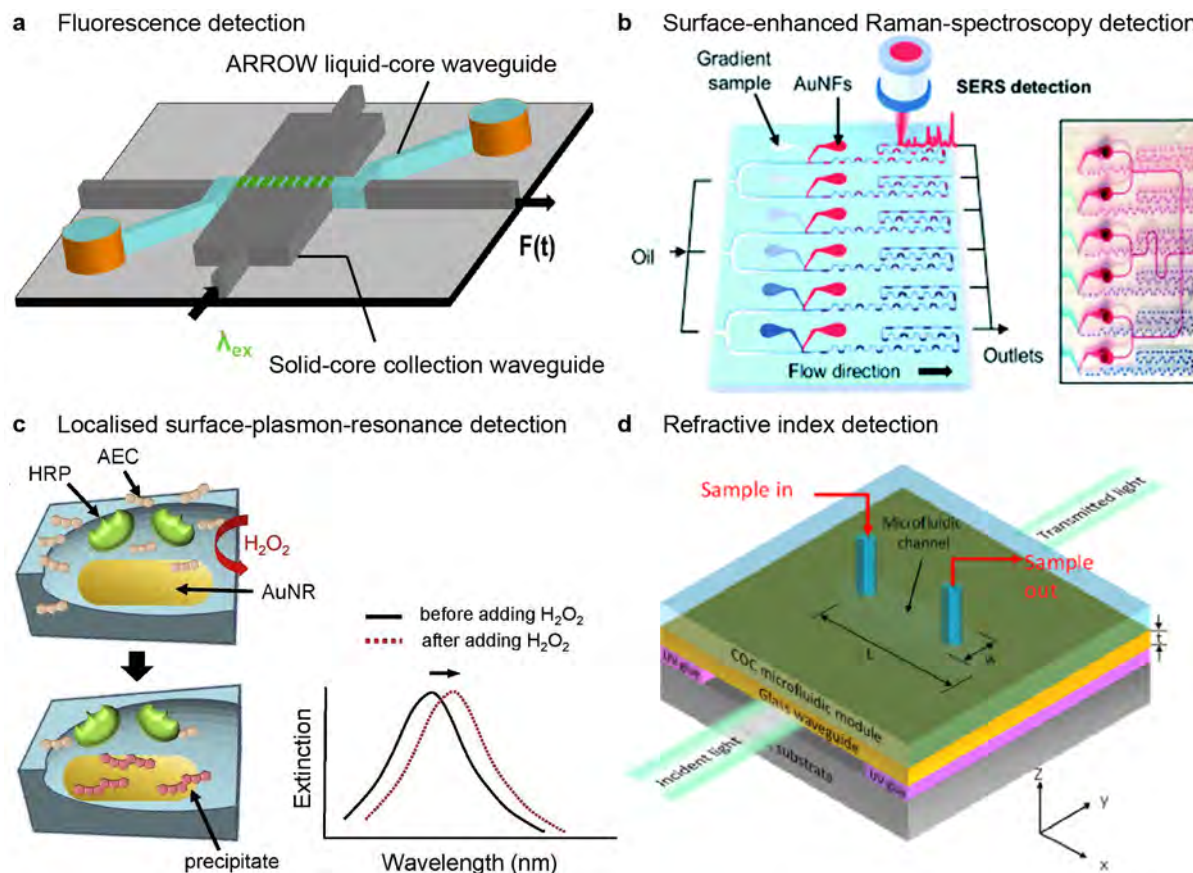 a Fluorescence detection
ARROW liquid-core waveguide
F(t)
λex
Solid-core collection waveguide
b Surface-enhanced Raman-spectroscopy detection
Gradient
sample
AuNFs
SERS detection
Oil
Outlets
Flow direction
c Localised surface-plasmon-resonance detection
AEC
HRP
H₂O₂
AuNR
before adding H₂O₂
after adding H₂O₂
Extinction
Wavelength (nm)
precipitate
d Refractive index detection
Sample in
Transmitted light
Microfluidic
channel
Sample
out
L
w
t
UV glue
COC microfluidic module
Glass waveguide
substrate
UV glue
Incident light
Z
y
x